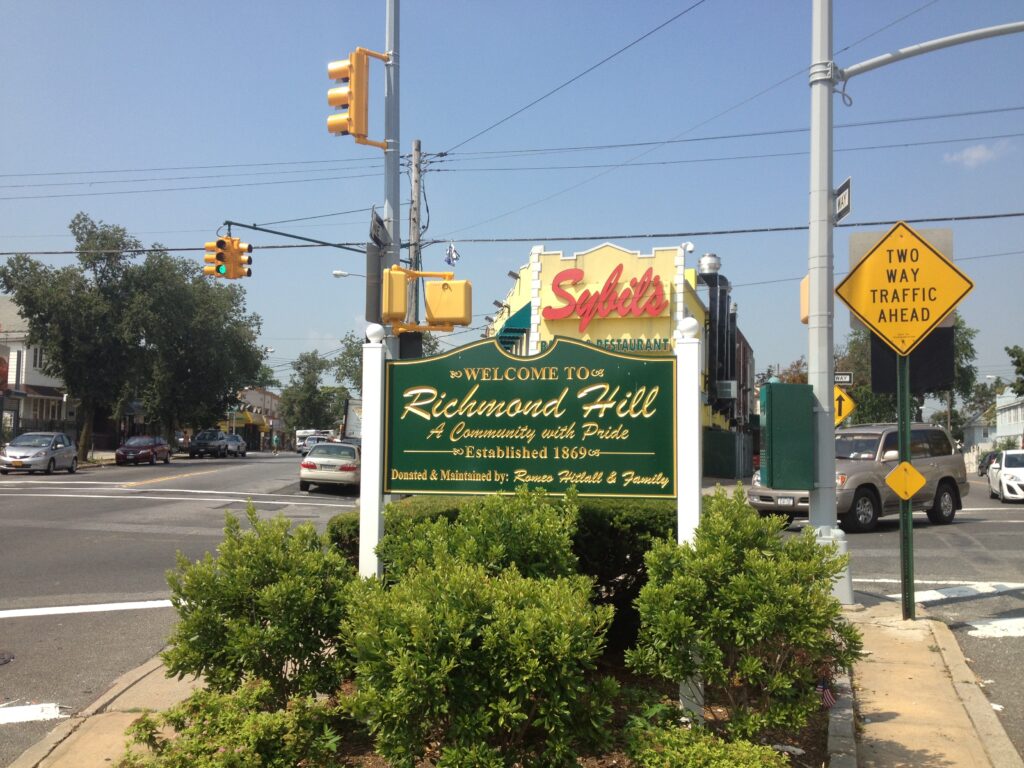 Sybil's
RESTAURANT
TWO
WAY
TRAFFIC
AHEAD
WAY
WELCOME TO
Richmond Hill
A Community with Pride
Established 1869
Donated & Maintained by: Romeo Hitlall & Family